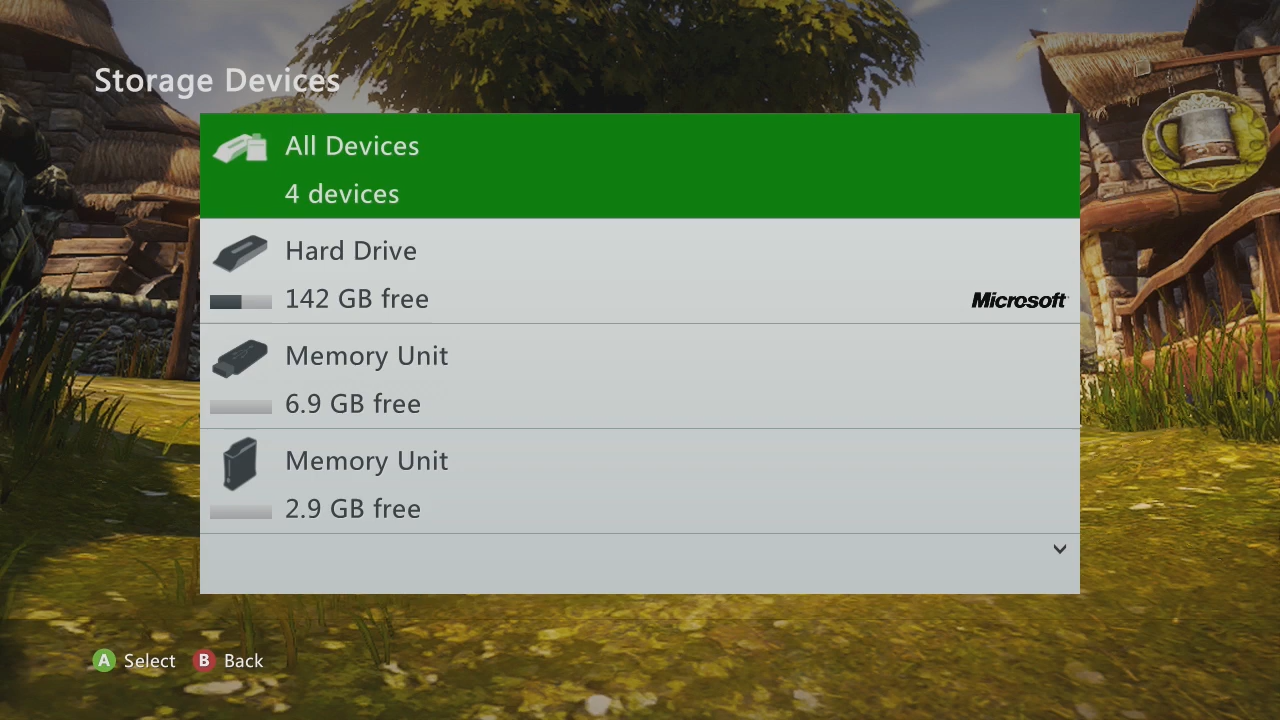 Storage Devices
All Devices
4 devices
Hard Drive
142 GB free
Microsoft
Memory Unit
6.9 GB free
Memory Unit
2.9 GB free
A Select B Back